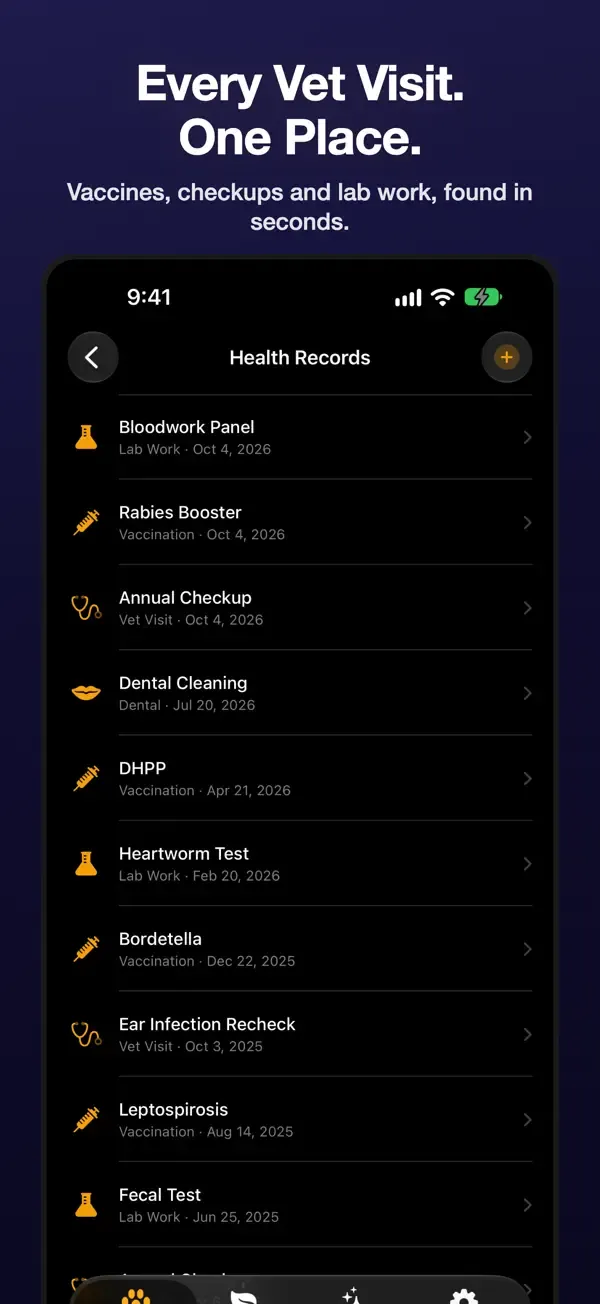 Every Vet Visit.
One Place.
Vaccines, checkups and lab work, found in
seconds.
9:41
Health Records
Bloodwork Panel
Lab Work · Oct 4, 2026
Rabies Booster
Vaccination · Oct 4, 2026
Annual Checkup
Vet Visit · Oct 4, 2026
Dental Cleaning
Dental · Jul 20, 2026
DHPP
Vaccination · Apr 21, 2026
Heartworm Test
Lab Work · Feb 20, 2026
Bordetella
Vaccination · Dec 22, 2025
Ear Infection Recheck
Vet Visit · Oct 3, 2025
Leptospirosis
Vaccination · Aug 14, 2025
Fecal Test
Lab Work · Jun 25, 2025